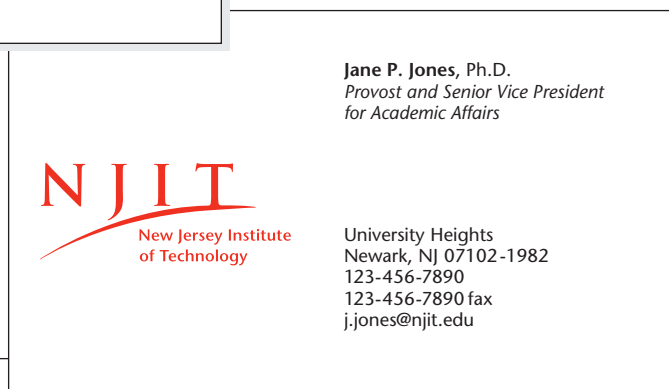 NJIT
New Jersey Institute
of Technology
Jane P. Jones, Ph.D.
Provost and Senior Vice President
for Academic Affairs
University Heights
Newark, NJ 07102-1982
123-456-7890
123-456-7890 fax
j.jones@njit.edu